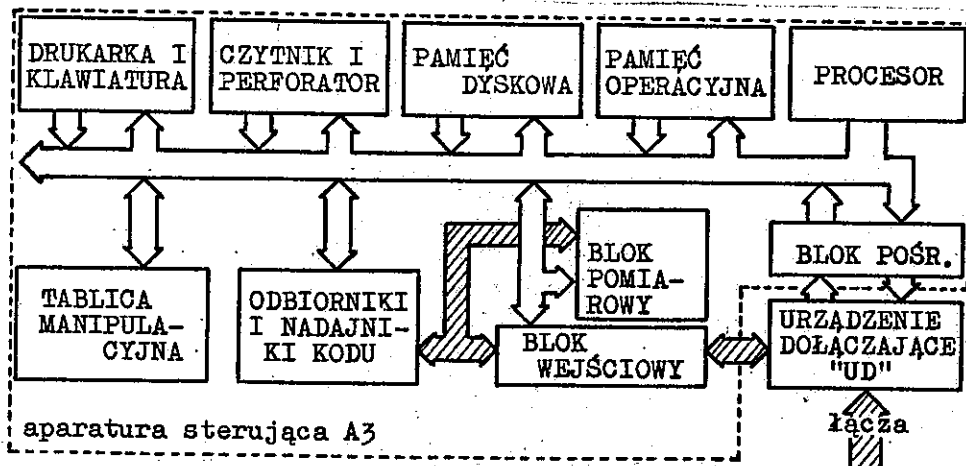 DRUKARKA I
KLAWIATURA
CZYTNIK I
PERFORATOR
PAMIĘĆ
DYSKOWA
PAMIĘĆ
OPERACYJNA
PROCESOR
TABLICA
MANIPULA-
CYJNA
ODBIORNIKI
I NADAJNI-
KI KODU
BLOK
POMIA-
ROWY
BLOK
WEJŚCIOWY
BLOK POŚR.
URZĄDZENIE
DOŁĄCZAJĄCE
"UD"
łącza
aparatura sterująca A3